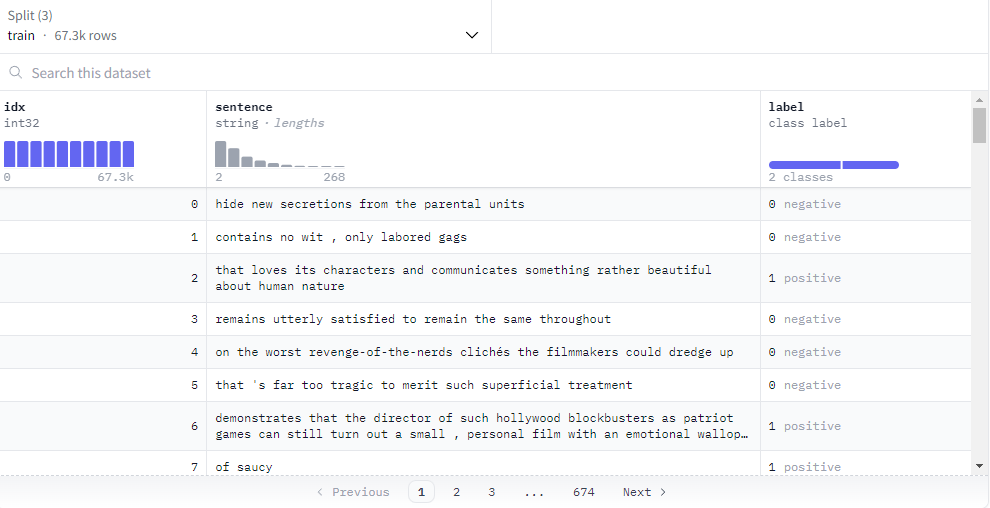 Split (3)
train · 67.3k rows
Search this dataset
idx
int32
0 67.3k
sentence
string · lengths
2 268
label
class label
2 classes
0 hide new secretions from the parental units 0 negative
1 contains no wit , only labored gags 0 negative
2 that loves its characters and communicates something rather beautiful
about human nature 1 positive
3 remains utterly satisfied to remain the same throughout 0 negative
4 on the worst revenge-of-the-nerds clichés the filmmakers could dredge up 0 negative
5 that 's far too tragic to merit such superficial treatment 0 negative
6 demonstrates that the director of such hollywood blockbusters as patriot
games can still turn out a small , personal film with an emotional wallop… 1 positive
7 of saucy 1 positive
< Previous 1 2 3 ... 674 Next >